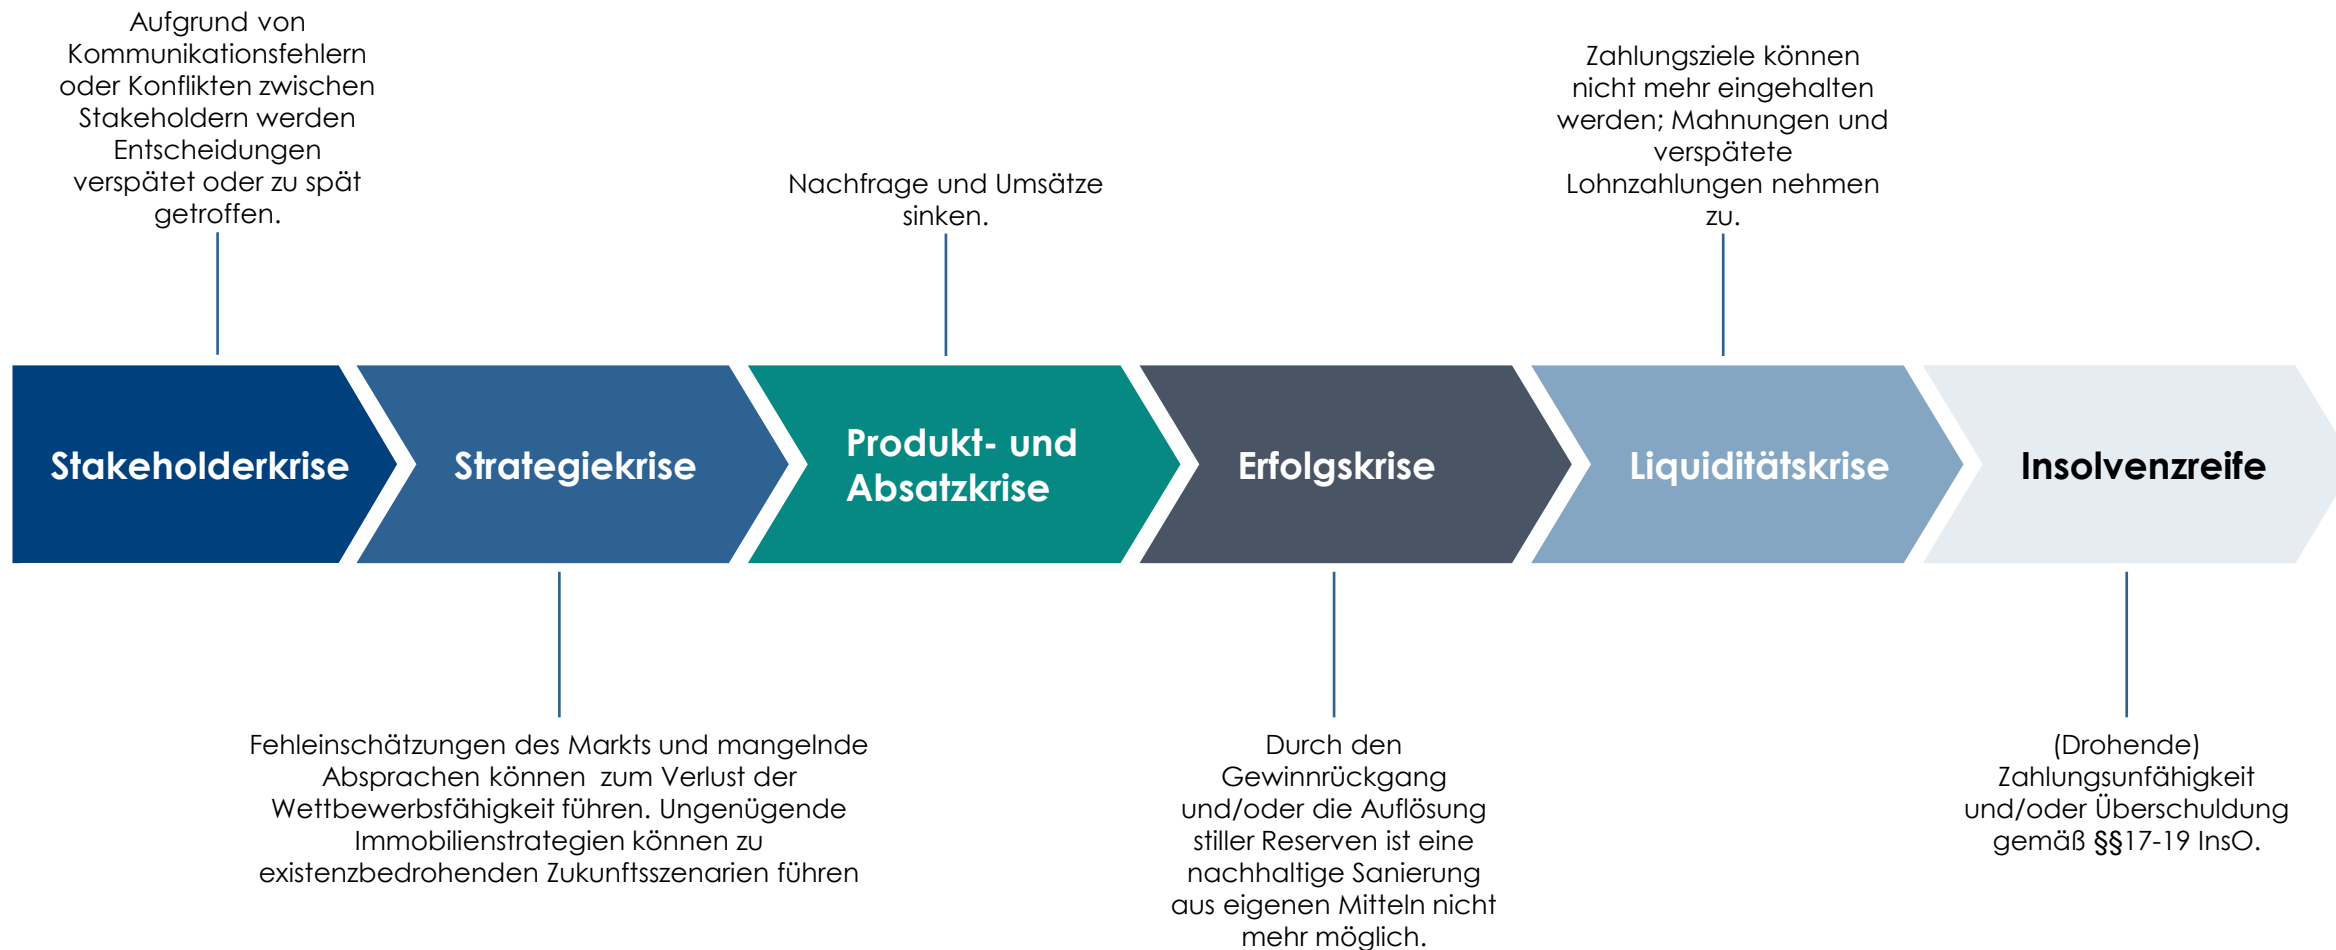 Aufgrund von
Kommunikationsfehlern
oder Konflikten zwischen
Stakeholdern werden
Entscheidungen
verspätet oder zu spät
getroffen.
Nachfrage und Umsätze
sinken.
Zahlungsziele können
nicht mehr eingehalten
werden; Mahnungen und
verspätete
Lohnzahlungen nehmen
zu.
Stakeholderkrise
Strategiekrise
Produkt- und
Absatzkrise
Erfolgskrise
Liquiditätskrise
Insolvenzreife
Fehleinschätzungen des Markts und mangelnde
Absprachen können  zum Verlust der
Wettbewerbsfähigkeit führen. Ungenügende
Immobilienstrategien können zu
existenzbedrohenden Zukunftsszenarien führen
Durch den
Gewinnrückgang
und/oder die Auflösung
stiller Reserven ist eine
nachhaltige Sanierung
aus eigenen Mitteln nicht
mehr möglich.
(Drohende)
Zahlungsunfähigkeit
und/oder Überschuldung
gemäß §§17-19 InsO.